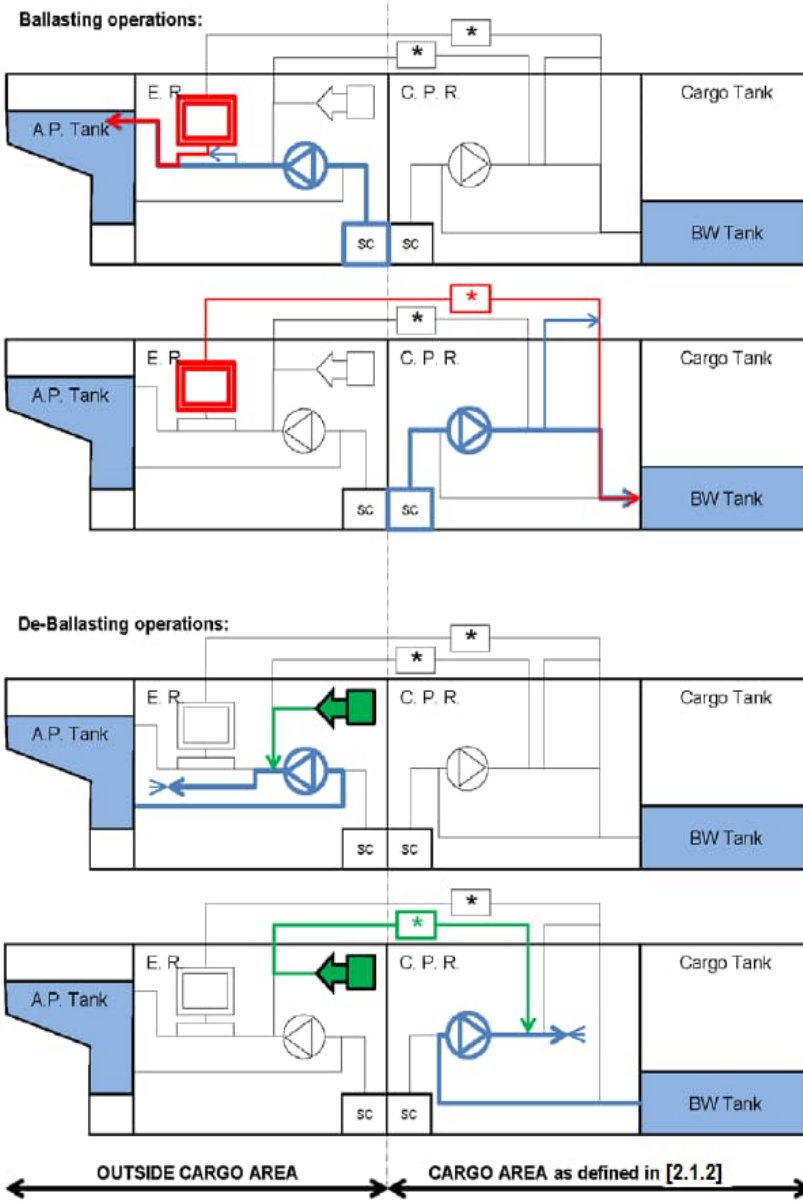 Ballasting operations:
*
*
E. R.
C. P. R.
Cargo Tank
A.P. Tank
BW Tank
sc
sc
*
*
E. R.
C. P. R.
Cargo Tank
A.P. Tank
BW Tank
sc
sc
De-Ballasting operations:
*
*
E. R.
C. P. R.
Cargo Tank
A.P. Tank
BW Tank
sc
sc
*
*
E. R.
C. P. R.
Cargo Tank
A.P. Tank
BW Tank
sc
sc
OUTSIDE CARGO AREA
CARGO AREA as defined in [2.1.2]